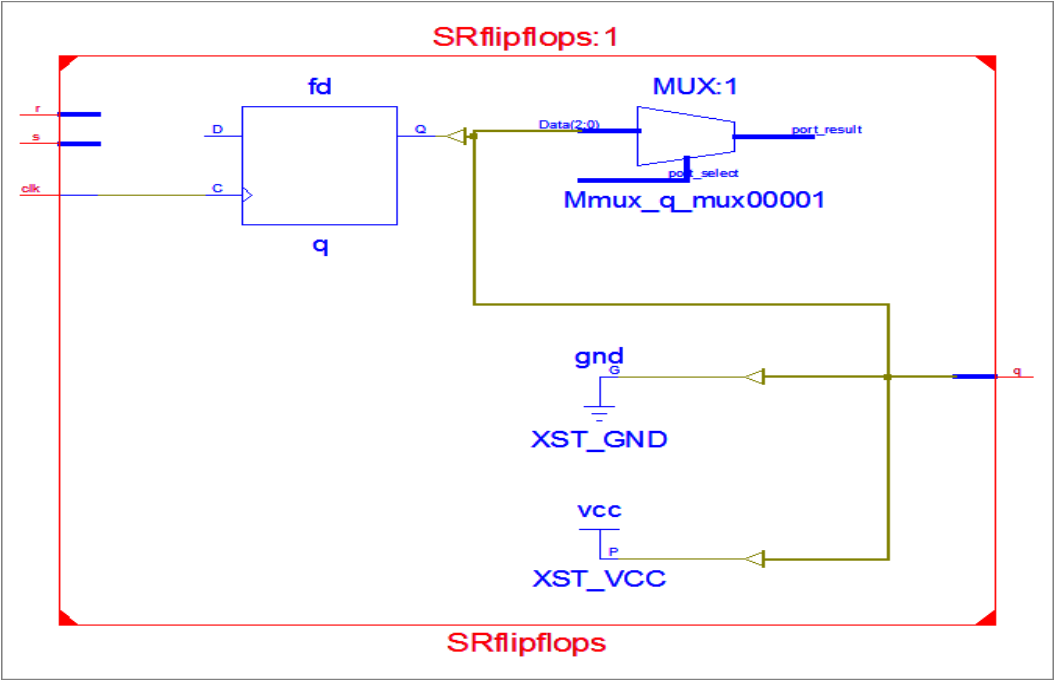 SRflipflops:1
fd
MUX:1
r
s
clk
D
Q
C
q
Data(2:0)
port_result
port_select
Mmux_q_mux00001
gnd
G
XST_GND
q
vcc
P
XST_VCC
SRflipflops